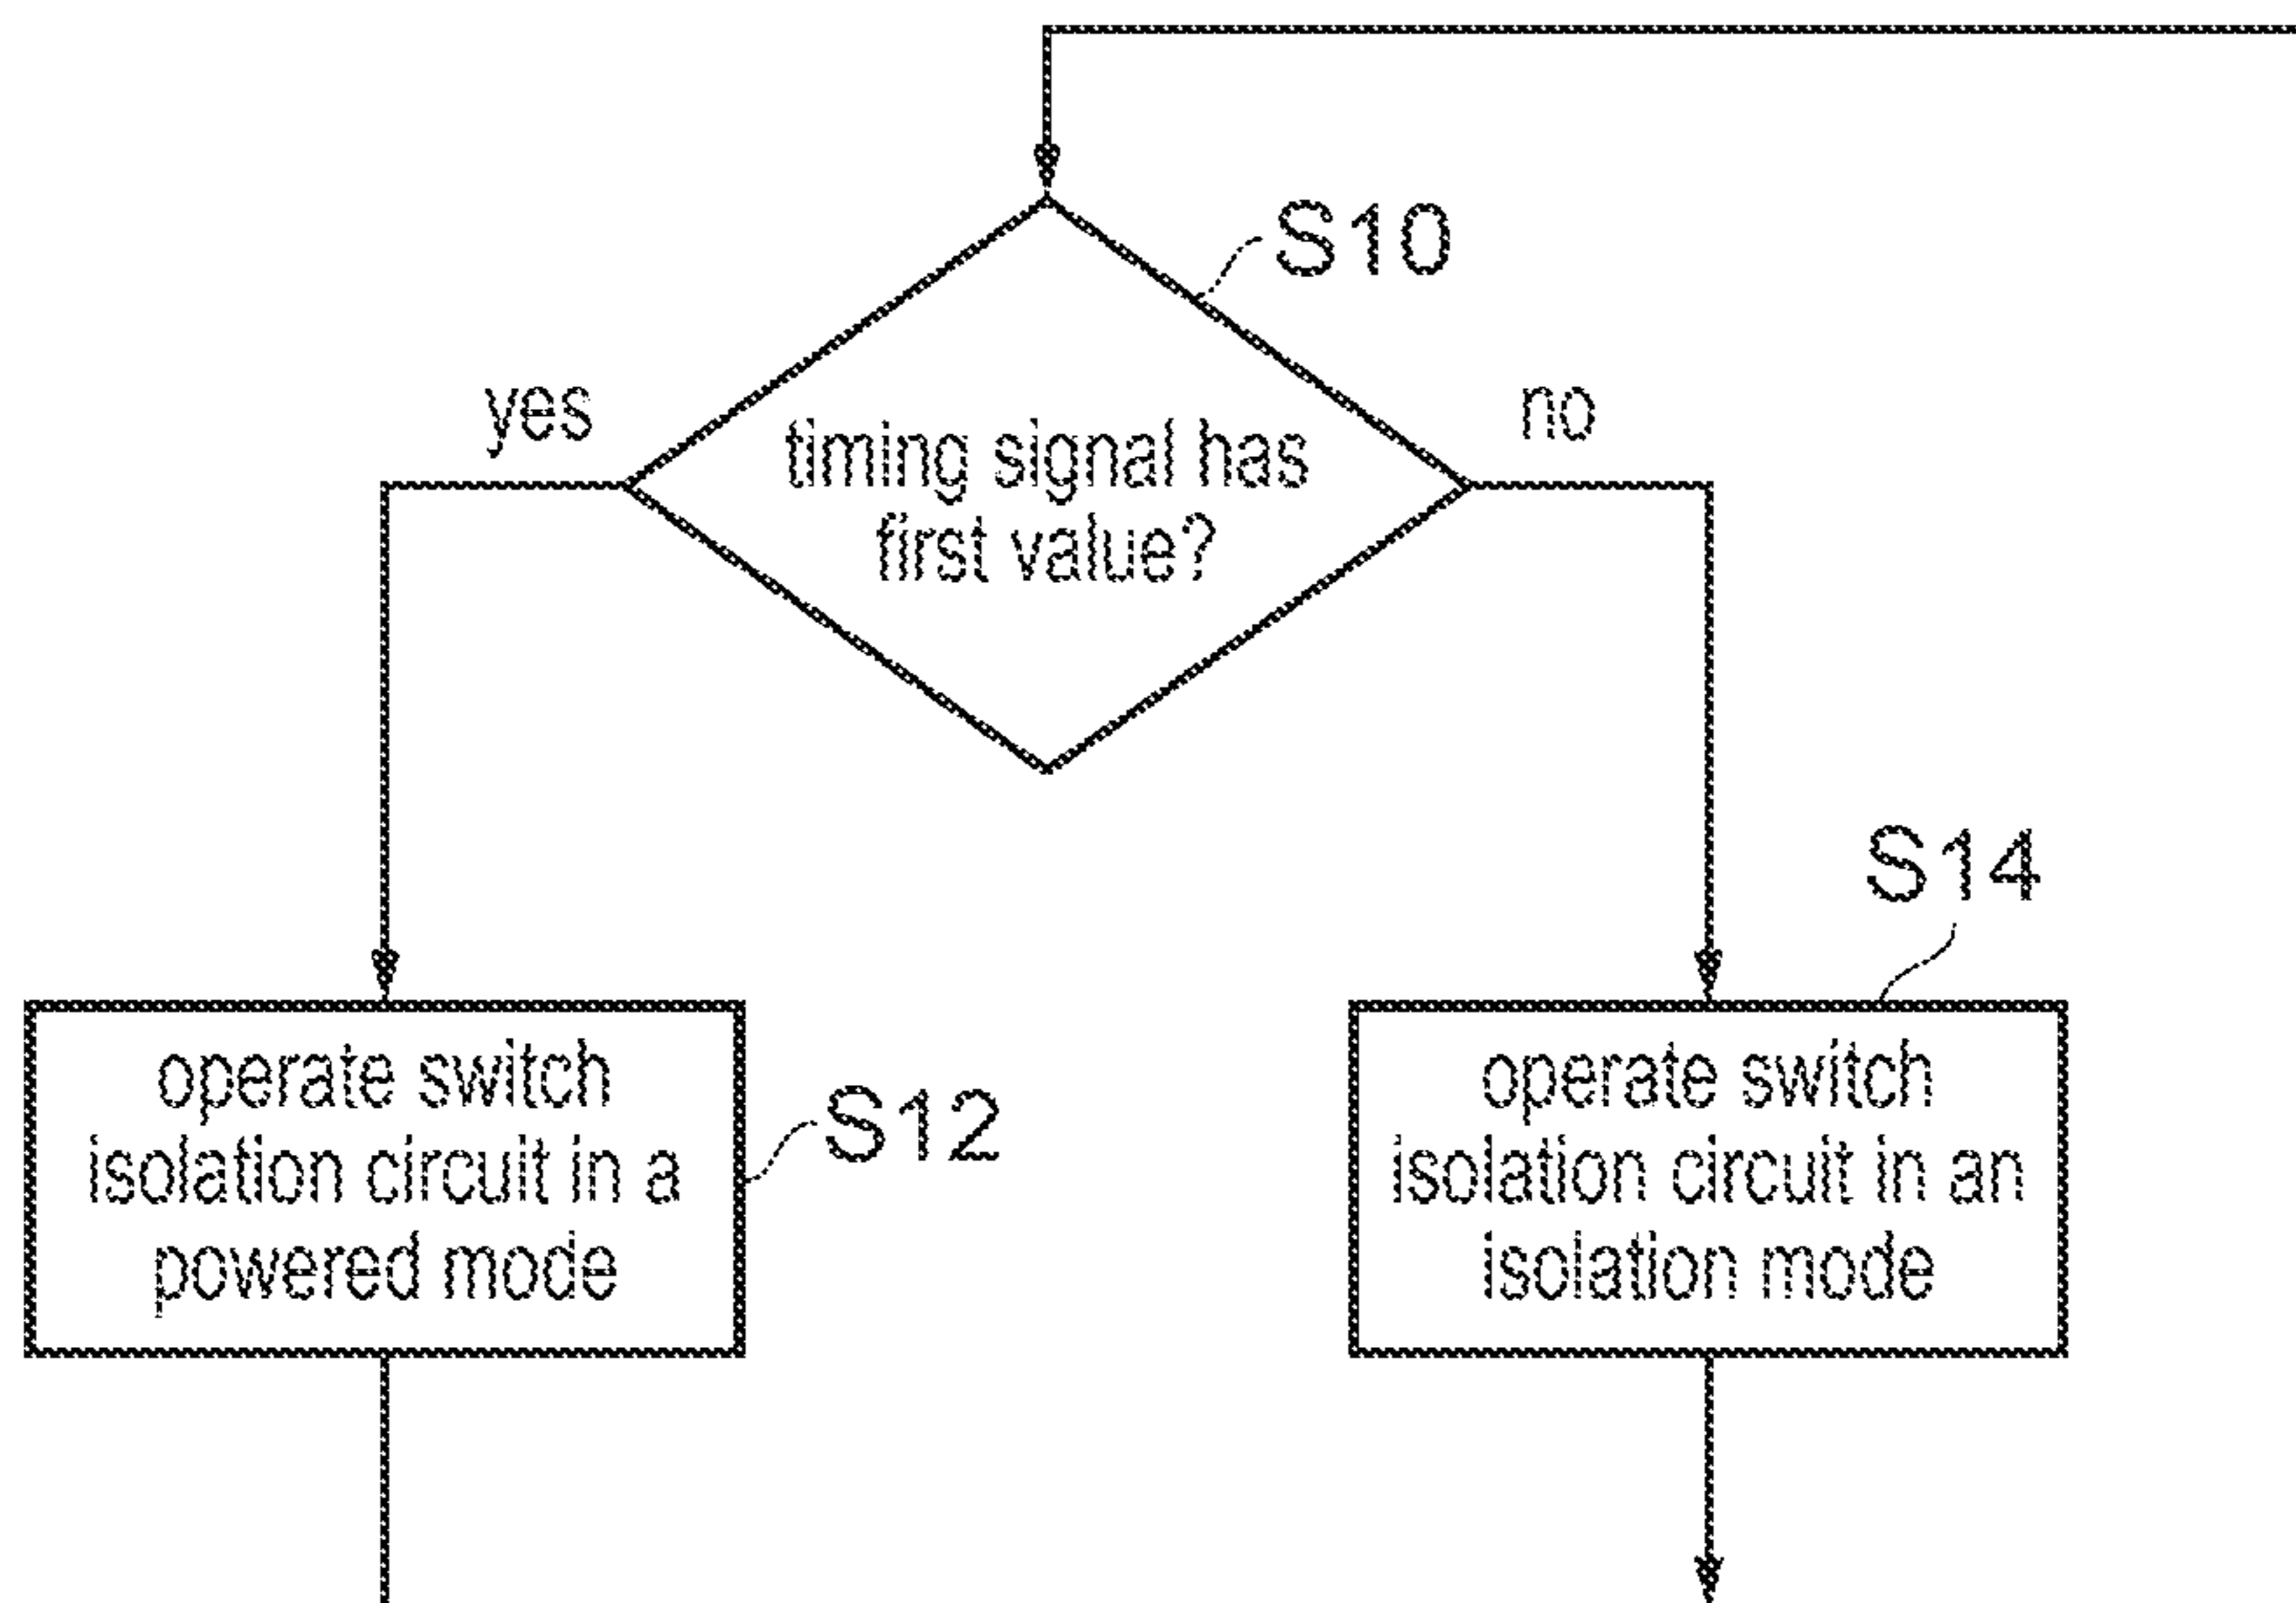 S10
yes
no
timing signal has
first value?
S14
operate switch
isolation circuit in a
powered mode
S12
operate switch
isolation circuit in an
isolation mode